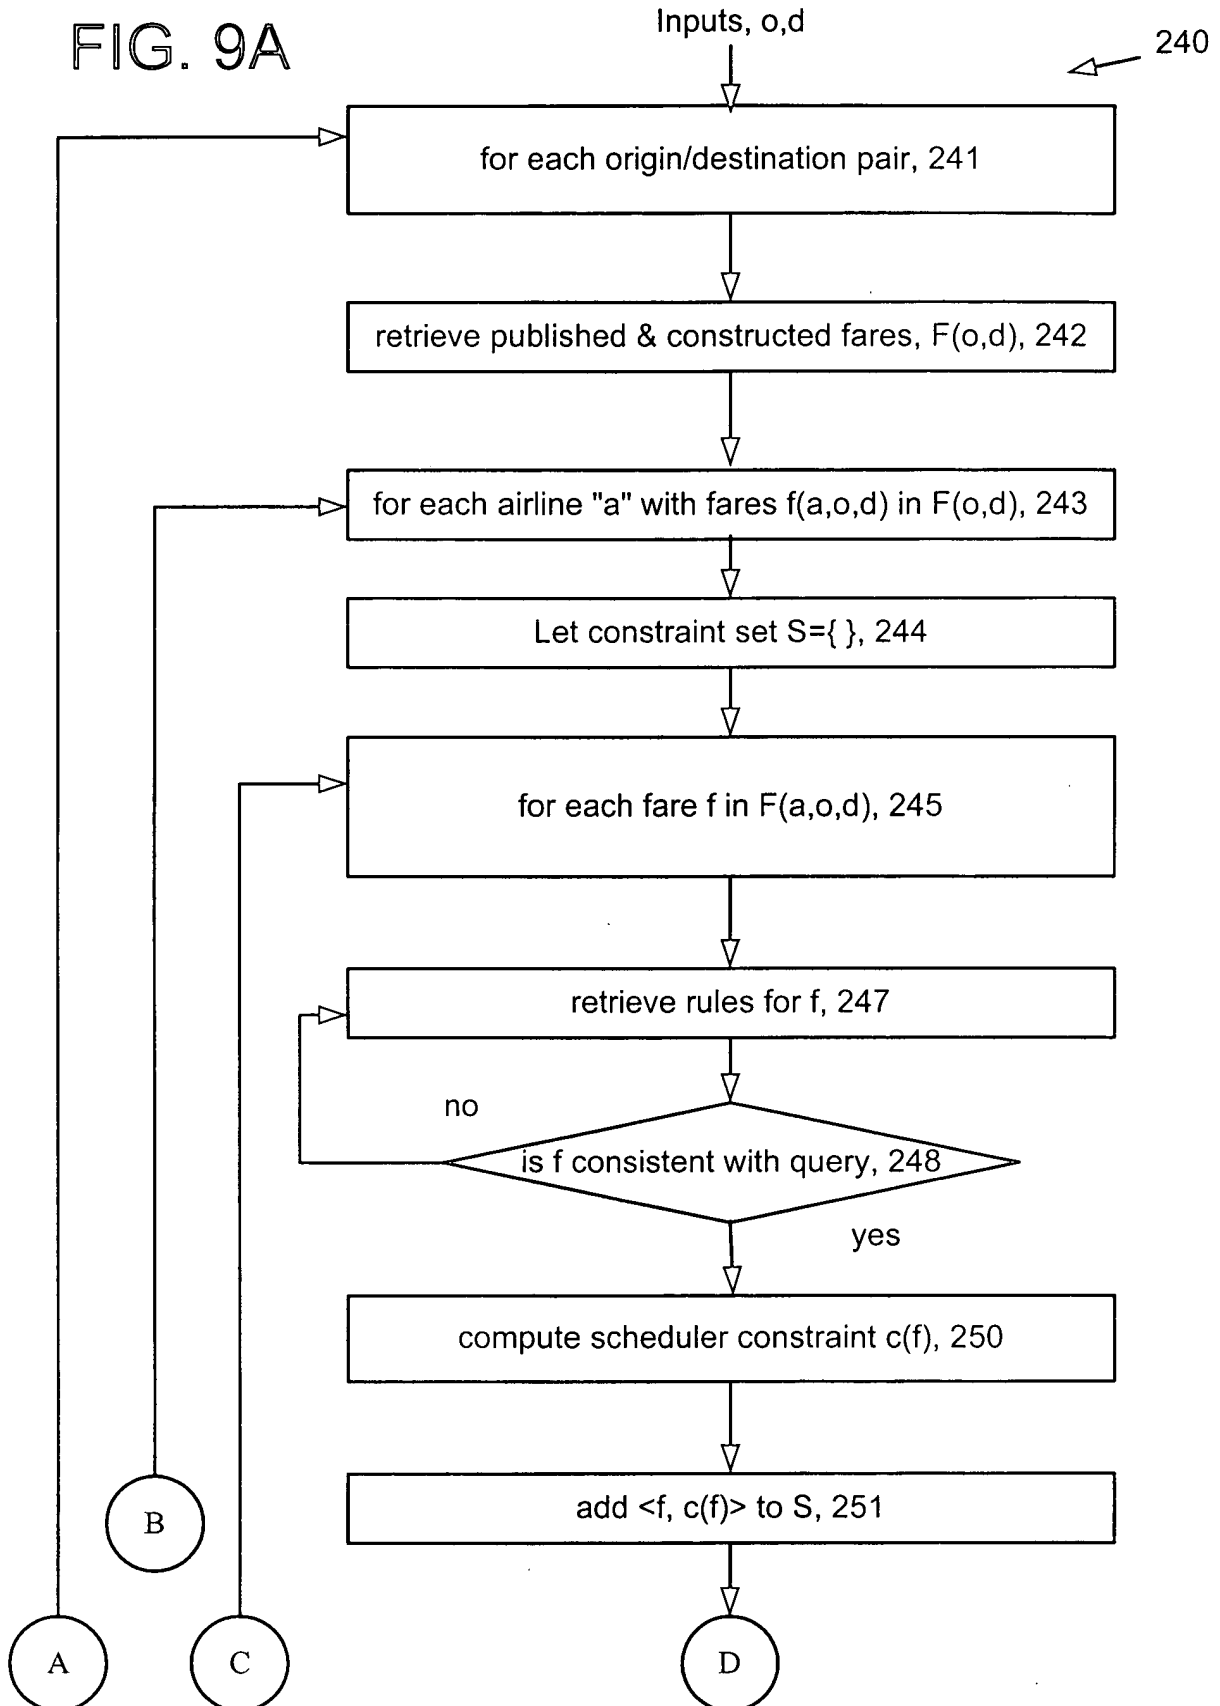 FIG. 9A
Inputs, o,d
240
for each origin/destination pair, 241
retrieve published & constructed fares, F(o,d), 242
for each airline "a" with fares f(a,o,d) in F(o,d), 243
Let constraint set S={ }, 244
for each fare f in F(a,o,d), 245
retrieve rules for f, 247
no
is f consistent with query, 248
yes
compute scheduler constraint c(f), 250
add <f, c(f)> to S, 251
B
A
C
D